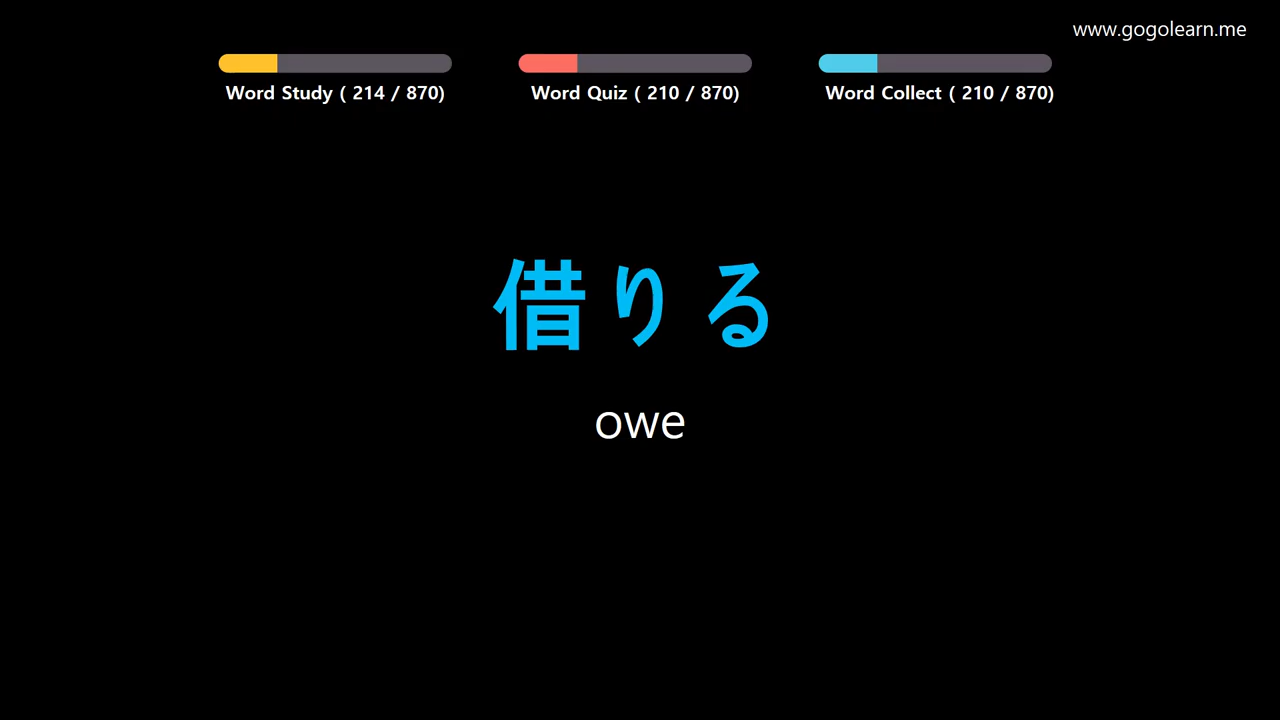 www.gogolearn.me
Word Study ( 214 / 870)
Word Quiz ( 210 / 870)
Word Collect ( 210 / 870)
借りる
owe